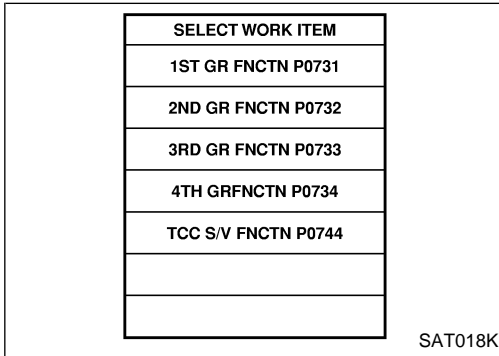 SELECT WORK ITEM
1ST GR FNCTN P0731
2ND GR FNCTN P0732
3RD GR FNCTN P0733
4TH GRFNCTN P0734
TCC S/V FNCTN P0744
SAT018K